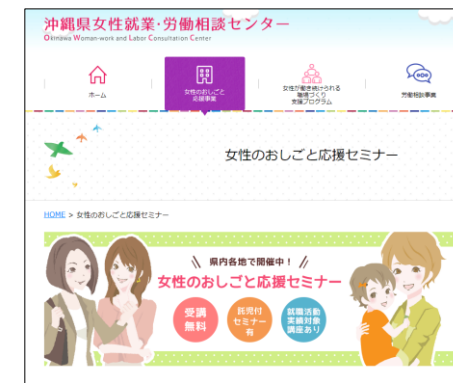 沖縄県女性就業・労働相談センター
Okinawa Woman-work and Labor Consultation Center
ホーム
女性のおしごと
応援事業
女性が働き続けられる
職場づくり
支援プログラム
労働相談事業
女性のおしごと応援セミナー
HOME > 女性のおしごと応援セミナー
県内各地で開催中！
女性のおしごと応援セミナー
受講
無料
託児付
セミナー
有
就職活動
実績対象
講座あり